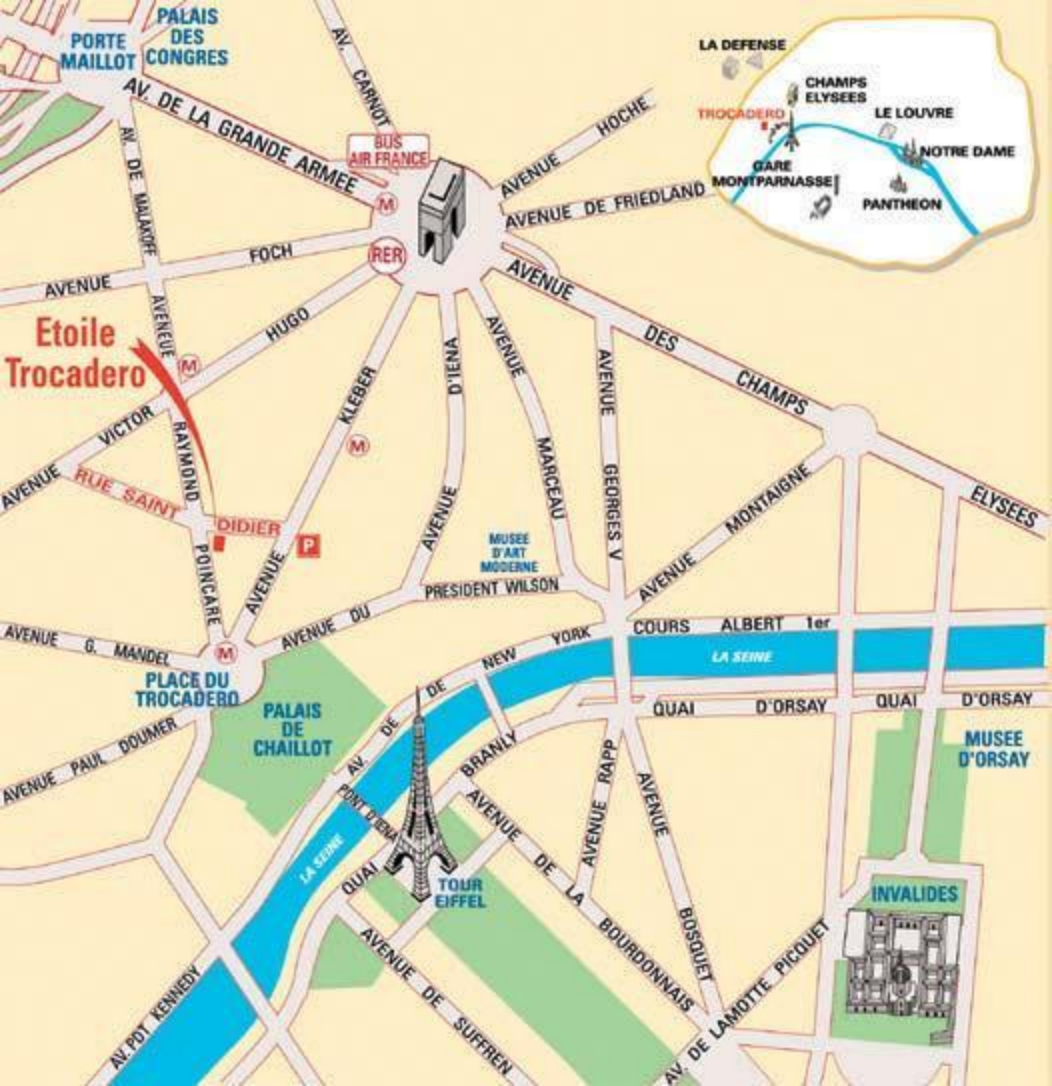 PALAIS
DES
CONGRES
PORTE
MAILLOT
AV. CARNOT
AV. DE LA GRANDE ARMEE
BUS
AIR FRANCE
M
RER
AVENUE HOCHE
AVENUE DE FRIEDLAND
LA DEFENSE
CHAMPS
ELYSEES
TROCADERO
LE LOUVRE
NOTRE DAME
GARE
MONTPARNASSE
PANTHEON
AV. DE MALAKOFF
AVENUE FOCH
AVENEUE
RAYMOND
POINCARE
Etoile
Trocadero
M
AVENUE VICTOR HUGO
AVENUE KLEBER
M
AVENUE D'IENA
AVENUE MARCEAU
AVENUE GEORGES V
AVENUE DES CHAMPS ELYSEES
AVENUE MONTAIGNE
RUE SAINT DIDIER
P
MUSEE
D'ART
MODERNE
AVENUE DU PRESIDENT WILSON
AVENUE G. MANDEL
M
PLACE DU
TROCADERO
AVENUE PAUL DOUMER
PALAIS
DE
CHAILLOT
AV. DE DE NEW YORK
COURS ALBERT 1er
LA SEINE
QUAI D'ORSAY QUAI D'ORSAY
MUSEE
D'ORSAY
PONT D'IENA
QUAI BRANLY
LA SEINE
TOUR
EIFFEL
AVENUE RAPP
AVENUE BOSQUET
AVENUE DE LA BOURDONNAIS
AVENUE DE SUFFREN
AV. DE LAMOTTE PICQUET
INVALIDES
AV. PDT KENNEDY